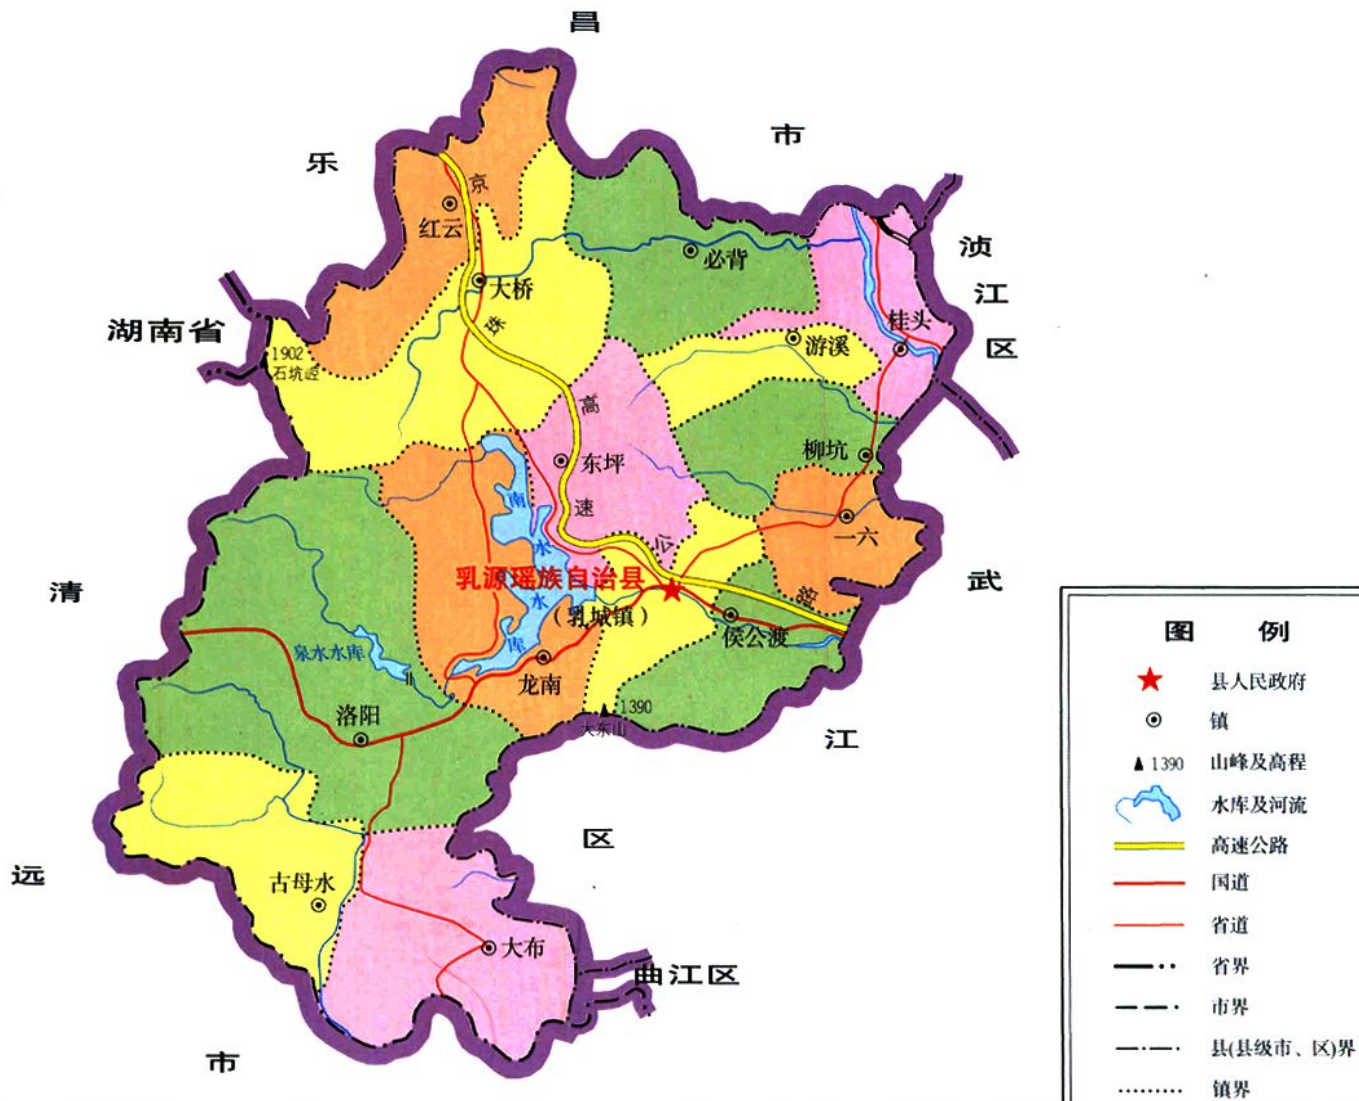 昌
市
乐
京
红云
必背
浈
江
区
大桥
湖南省
珠
桂头
游溪
1902
石坑崆
高
柳坑
东坪
南
速
水
一六
公
乳源瑶族自治县
武
清
水
（乳城镇）
路
库
侯公渡
泉水水库
龙南
洛阳
1390
大东山
江
区
远
古母水
大布
曲江区
市
图 例
县人民政府
镇
1390 山峰及高程
水库及河流
高速公路
国道
省道
省界
市界
县(县级市、区)界
镇界